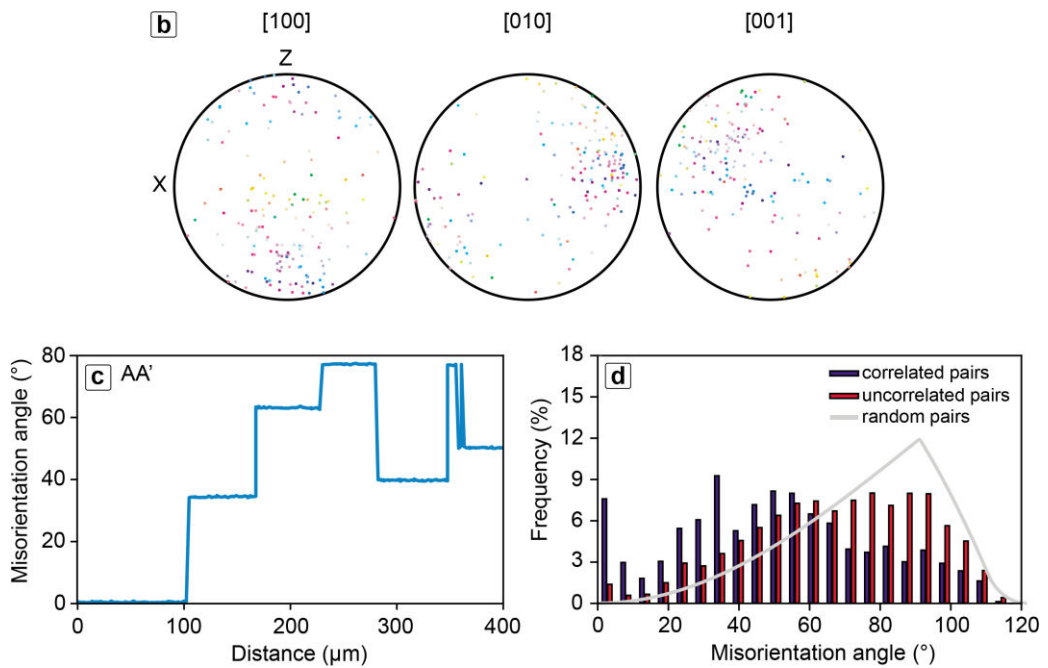 b
[100]
[010]
[001]
Z
X
c AA'
Misorientation angle (°)
80
60
40
20
0
0 100 200 300 400
Distance (µm)
d
correlated pairs
uncorrelated pairs
random pairs
Frequency (%)
18
15
12
9
6
3
0
0 20 40 60 80 100 120
Misorientation angle (°)